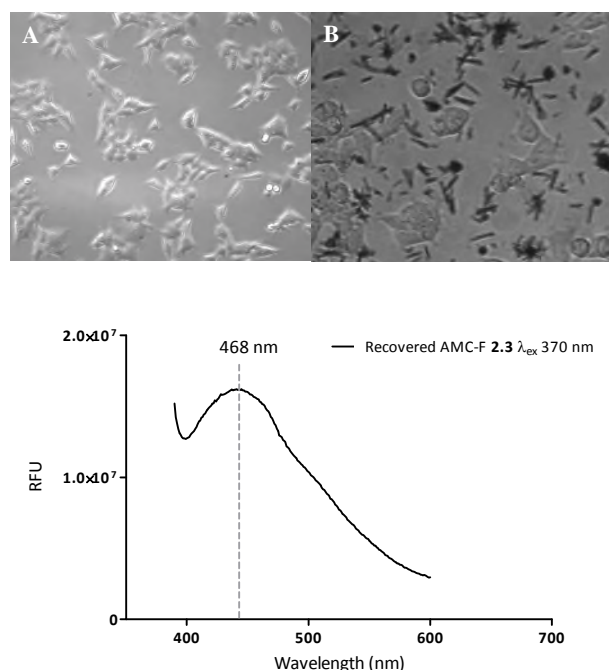 A
B
2.0x10⁷
468 nm
Recovered AMC-F 2.3 λex 370 nm
1.0x10⁷
RFU
0
400
500
600
700
Wavelength (nm)